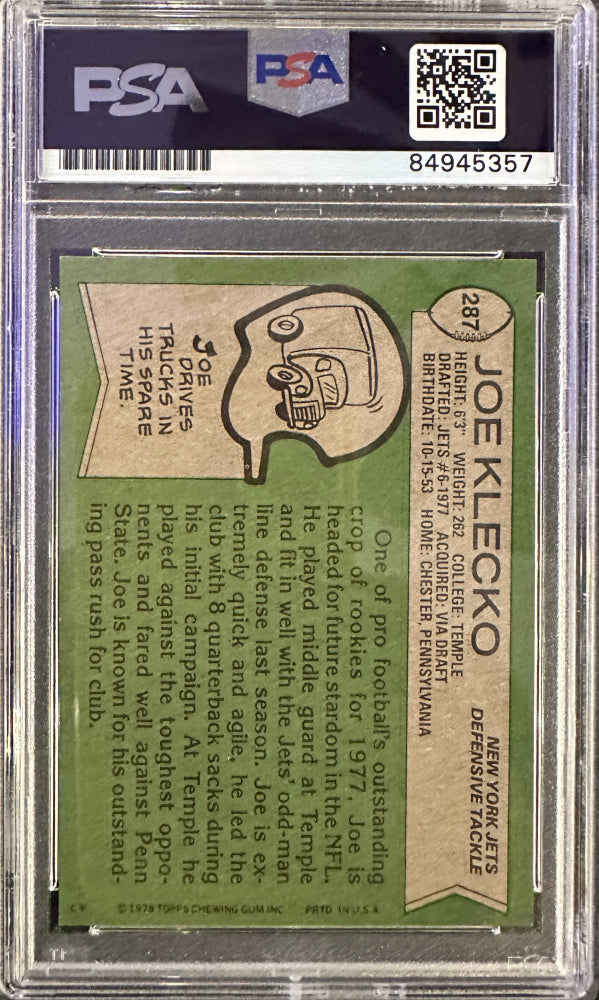 PSA
PSA
84945357
287
JOE KLECKO
NEW YORK JETS
DEFENSIVE TACKLE
HEIGHT: 6'3" WEIGHT: 262 COLLEGE: TEMPLE
DRAFTED: JETS #6-1977 ACQUIRED: VIA DRAFT
BIRTHDATE: 10-15-53 HOME: CHESTER, PENNSYLVANIA
JOE
DRIVES
TRUCKS IN
HIS SPARE
TIME.
One of pro football's outstanding
crop of rookies for 1977, Joe is
headed for future stardom in the NFL.
He played middle guard at Temple
and fit in well with the Jets' odd-man
line defense last season. Joe is ex-
tremely quick and agile, he led the
club with 8 quarterback sacks during
his initial campaign. At Temple he
played against the toughest oppo-
nents and fared well against Penn
State. Joe is known for his outstand-
ing pass rush for club.
© 1978 TOPPS CHEWING GUM INC PRTD IN U.S.A.